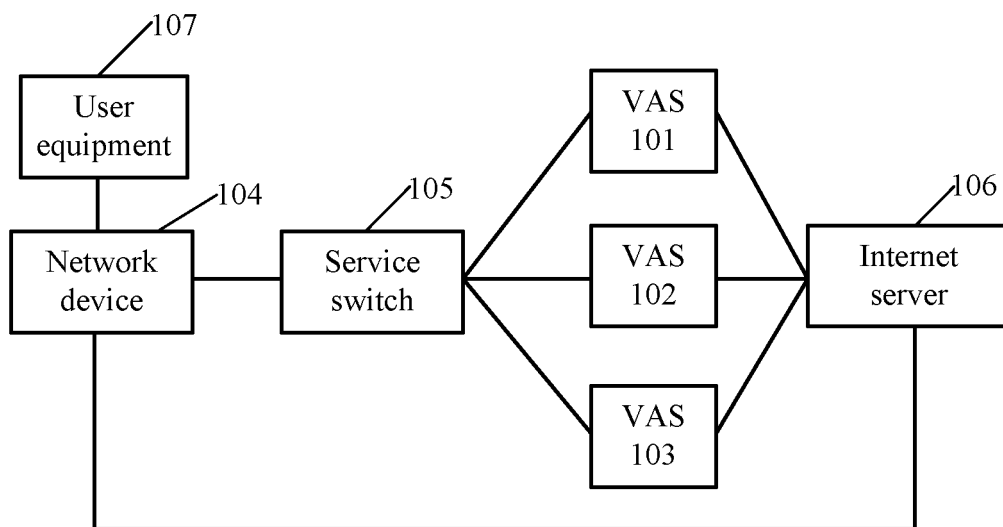 107
User
equipment
104
Network
device
105
Service
switch
VAS
101
VAS
102
VAS
103
106
Internet
server